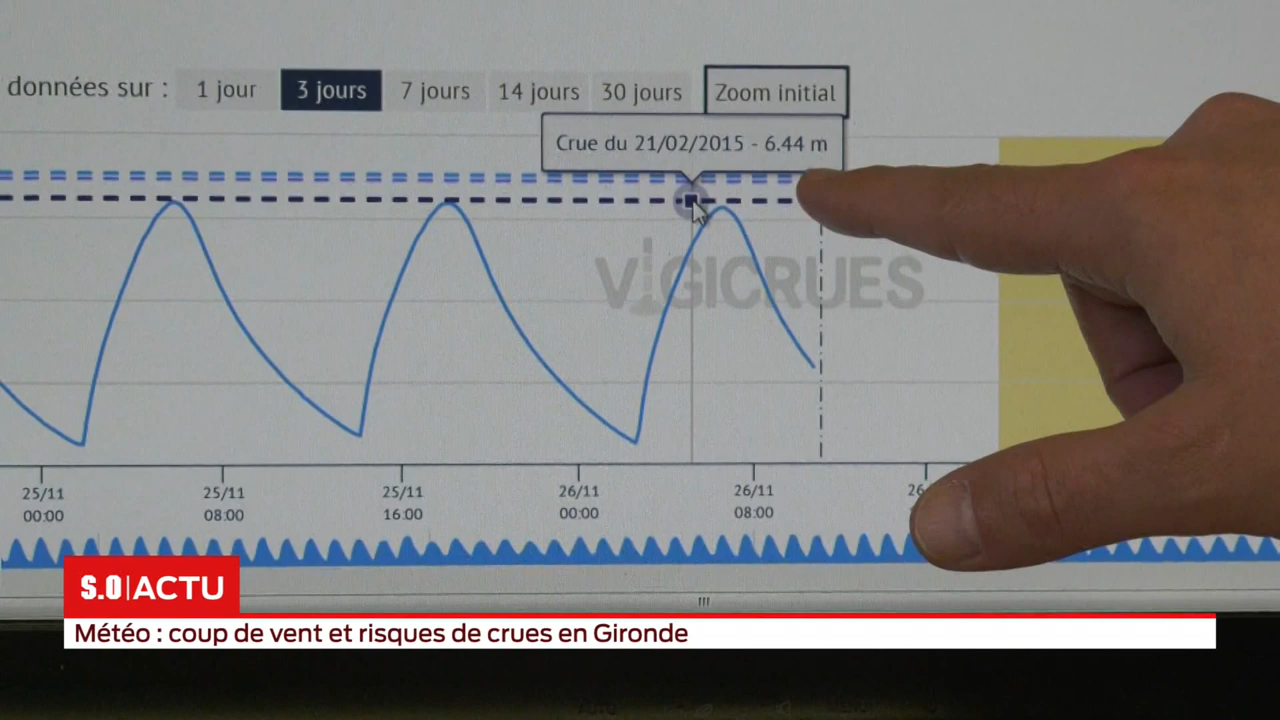 données sur : 1 jour 3 jours 7 jours 14 jours 30 jours Zoom initial
Crue du 21/02/2015 - 6.44 m
VIGICRUES
25/11 25/11 25/11 26/11 26/11
00:00 08:00 16:00 00:00 08:00
S.O|ACTU
Météo : coup de vent et risques de crues en Gironde